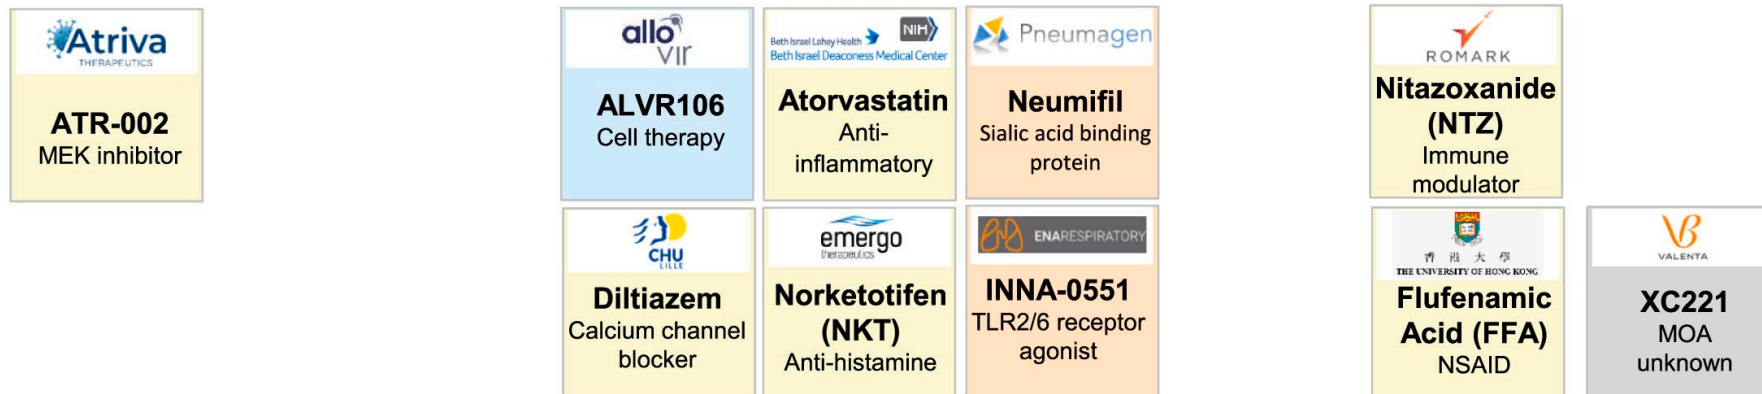 Atriva
THERAPEUTICS
ATR-002
MEK inhibitor
allo
vir
ALVR106
Cell therapy
Beth Israel Lahey Health
NIH
Beth Israel Deaconess Medical Center
Atorvastatin
Anti-
inflammatory
Pneumagen
Neumifil
Sialic acid binding
protein
ROMARK
Nitazoxanide
(NTZ)
Immune
modulator
CHU
LILLE
Diltiazem
Calcium channel
blocker
emergo
therapeutics
Norketotifen
(NKT)
Anti-histamine
ENARESPIRATORY
INNA-0551
TLR2/6 receptor
agonist
香港大學
THE UNIVERSITY OF HONG KONG
Flufenamic
Acid (FFA)
NSAID
VALENTA
XC221
MOA
unknown